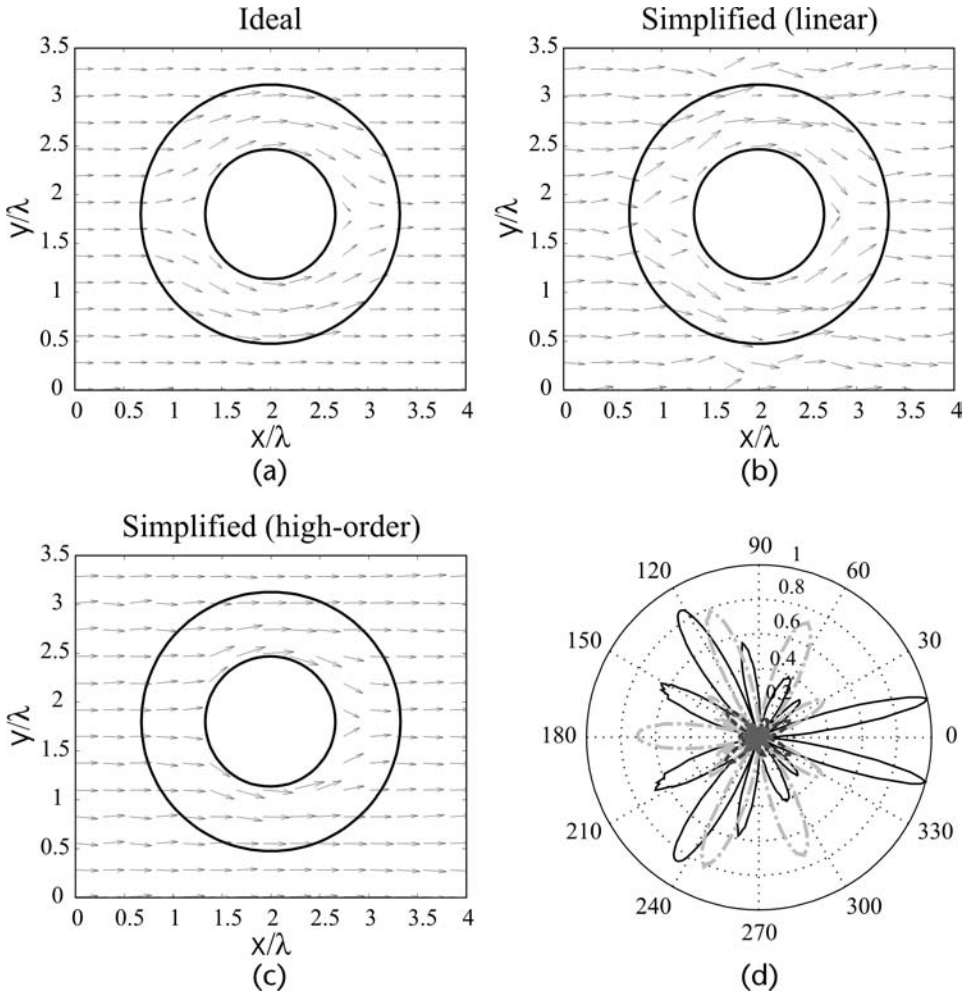 Ideal
3.5
3
2.5
2
1.5
1
0.5
0
y/λ
0 0.5 1 1.5 2 2.5 3 3.5 4
x/λ
(a)
Simplified (linear)
3.5
3
2.5
2
1.5
1
0.5
0
y/λ
0 0.5 1 1.5 2 2.5 3 3.5 4
x/λ
(b)
Simplified (high-order)
3.5
3
2.5
2
1.5
1
0.5
0
y/λ
0 0.5 1 1.5 2 2.5 3 3.5 4
x/λ
(c)
90
1
120
0.8
60
0.6
150
0.4
30
0.2
180
0
210
330
240
300
270
(d)